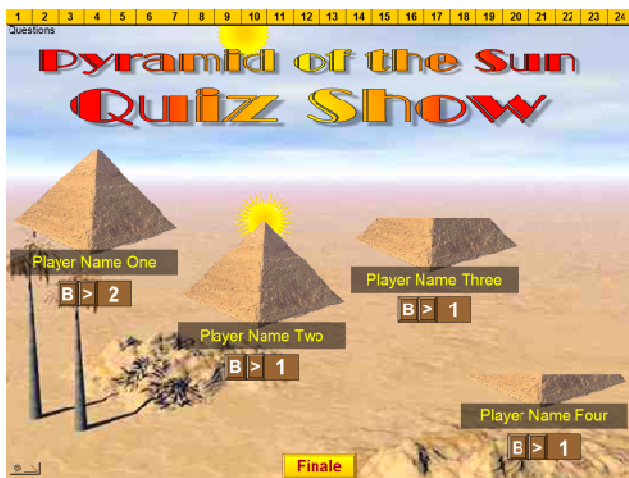 1 2 3 4 5 6 7 8 9 10 11 12 13 14 15 16 17 18 19 20 21 22 23 24
Questions
Pyramid of the Sun
Quiz Show
Player Name One
B > 2
Player Name Two
B > 1
Player Name Three
B > 1
Player Name Four
B > 1
Finale